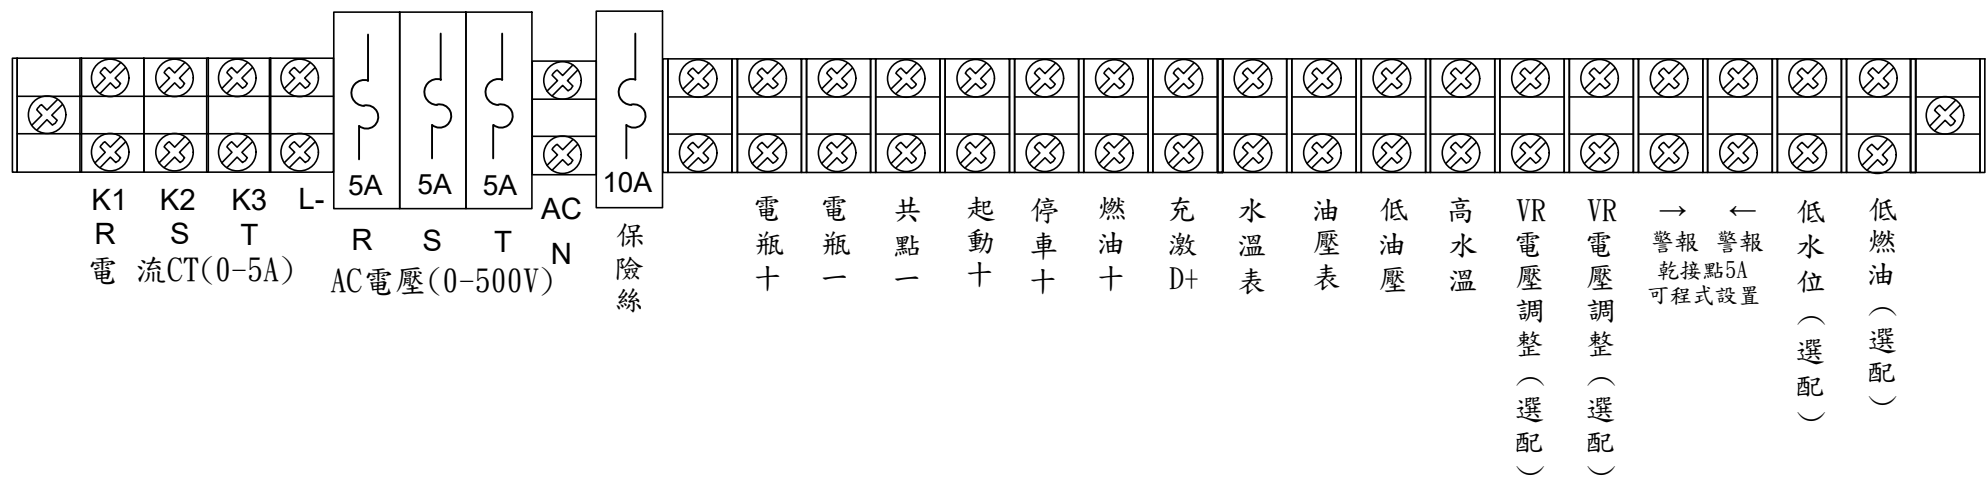 5A
5A
5A
10A
K1
K2
K3
L-
R
S
T
電 流CT(0-5A)
R
S
T
AC電壓(0-500V)
AC
N
保險絲
電瓶十
電瓶一
共點一
起動十
停車十
燃油十
充激D+
水溫表
油壓表
低油壓
高水溫
VR電壓調整（選配）
VR電壓調整（選配）
→ ←
警報 警報
乾接點5A
可程式設置
低水位（選配）
低燃油（選配）